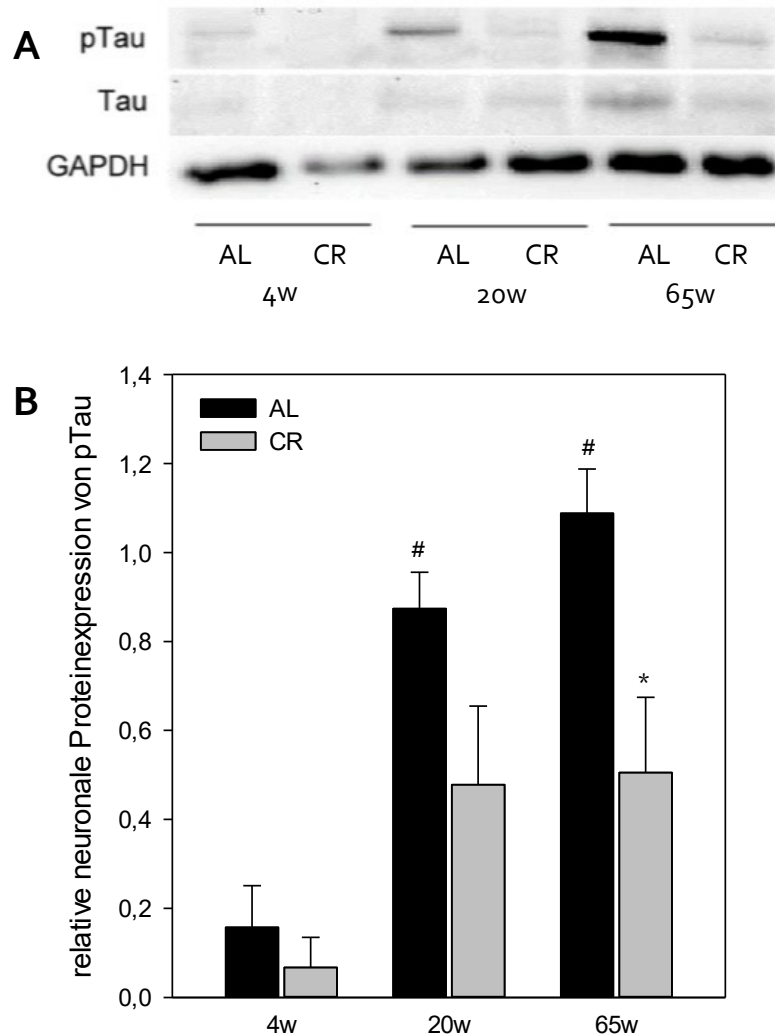 A
pTau
Tau
GAPDH
AL CR AL CR AL CR
4w 20w 65w
B
relative neuronale Proteinexpression von pTau
1,4
1,2
1,0
0,8
0,6
0,4
0,2
0,0
AL
CR
#
#
*
4w 20w 65w